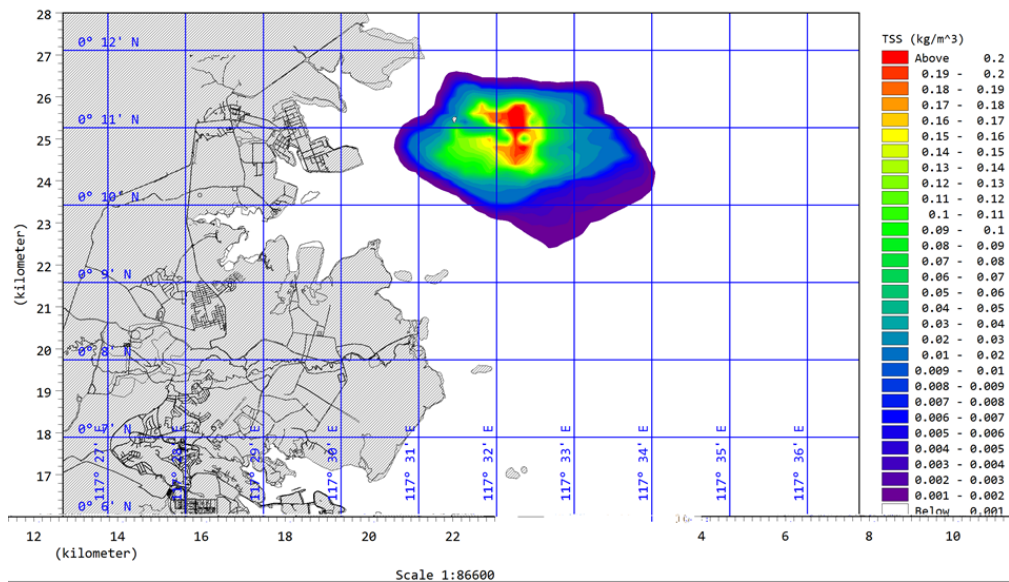 28
27
26
25
24
23
22
21
20
19
18
17
(kilometer)
0° 12' N
0° 11' N
0° 10' N
0° 9' N
0° 8' N
0° 7' N
0° 6' N
117° 27' E
117° 28' E
117° 29' E
117° 30' E
117° 31' E
117° 32' E
117° 33' E
117° 34' E
117° 35' E
117° 36' E
TSS (kg/m^3)
Above 0.2
0.19 - 0.2
0.18 - 0.19
0.17 - 0.18
0.16 - 0.17
0.15 - 0.16
0.14 - 0.15
0.13 - 0.14
0.12 - 0.13
0.11 - 0.12
0.1 - 0.11
0.09 - 0.1
0.08 - 0.09
0.07 - 0.08
0.06 - 0.07
0.05 - 0.06
0.04 - 0.05
0.03 - 0.04
0.02 - 0.03
0.01 - 0.02
0.009 - 0.01
0.008 - 0.009
0.007 - 0.008
0.006 - 0.007
0.005 - 0.006
0.004 - 0.005
0.003 - 0.004
0.002 - 0.003
0.001 - 0.002
Below 0.001
12 14 16 18 20 22 4 6 8 10
(kilometer)
Scale 1:86600